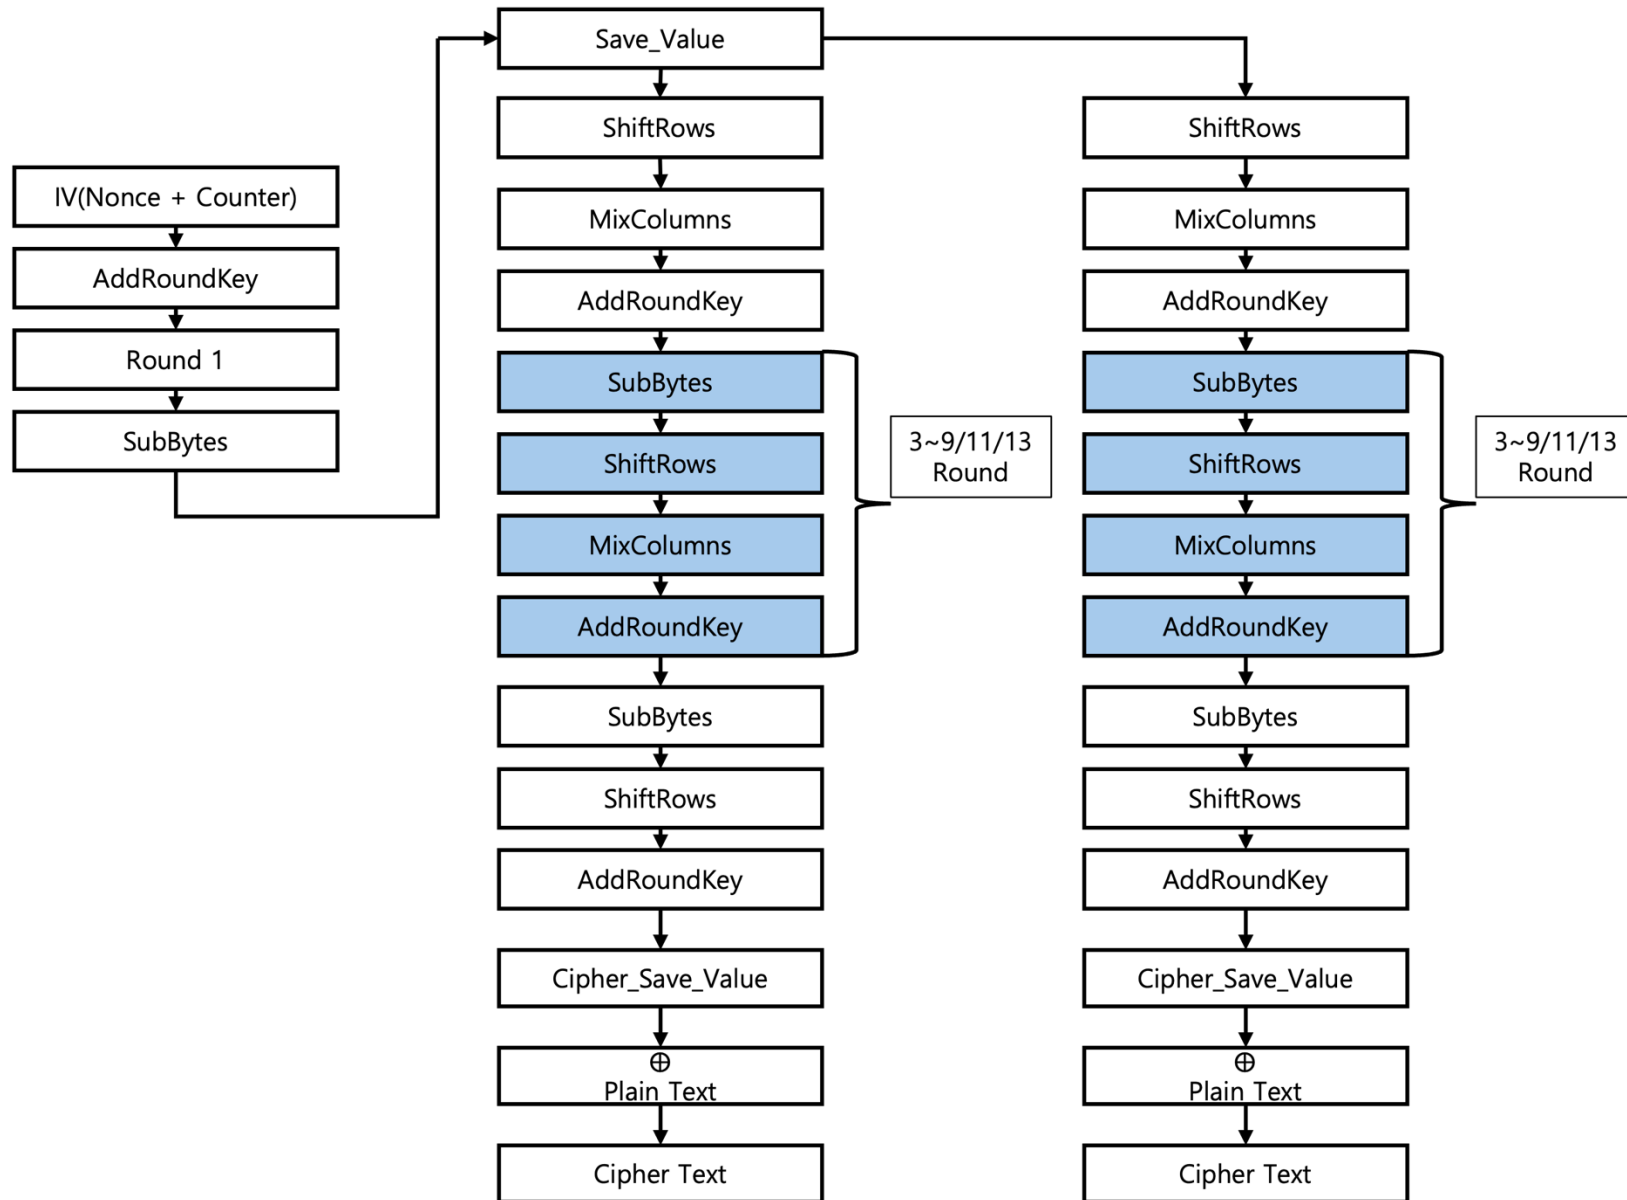 IV(Nonce + Counter)
AddRoundKey
Round 1
SubBytes
Save_Value
ShiftRows
MixColumns
AddRoundKey
SubBytes
ShiftRows
MixColumns
AddRoundKey
3~9/11/13
Round
SubBytes
ShiftRows
AddRoundKey
Cipher_Save_Value
⊕
Plain Text
Cipher Text
ShiftRows
MixColumns
AddRoundKey
SubBytes
ShiftRows
MixColumns
AddRoundKey
3~9/11/13
Round
SubBytes
ShiftRows
AddRoundKey
Cipher_Save_Value
⊕
Plain Text
Cipher Text